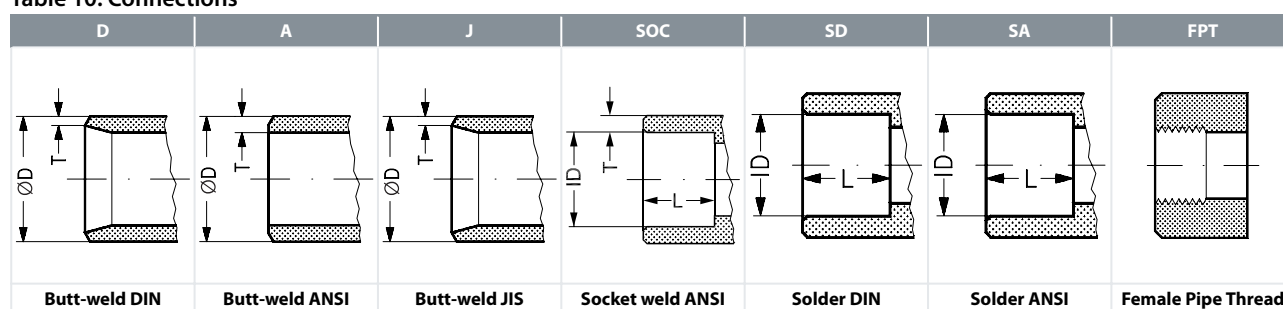 Table 10: Connections
D A J SOC SD SA FPT
T ØD T ØD T ØD T ID L ID L ID L
Butt-weld DIN Butt-weld ANSI Butt-weld JIS Socket weld ANSI Solder DIN Solder ANSI Female Pipe Thread